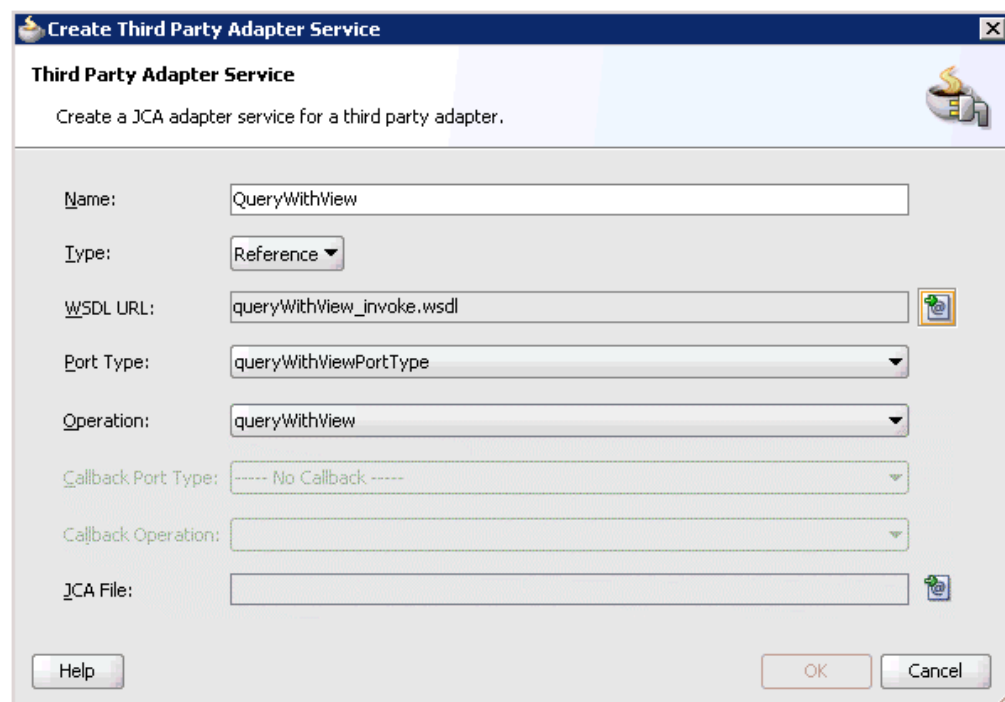 Create Third Party Adapter Service
Third Party Adapter Service
Create a JCA adapter service for a third party adapter.
Name: QueryWithView
Type: Reference
WSDL URL: queryWithView_invoke.wsdl
Port Type: queryWithViewPortType
Operation: queryWithView
Callback Port Type: ----- No Callback -----
Callback Operation:
JCA File:
Help OK Cancel